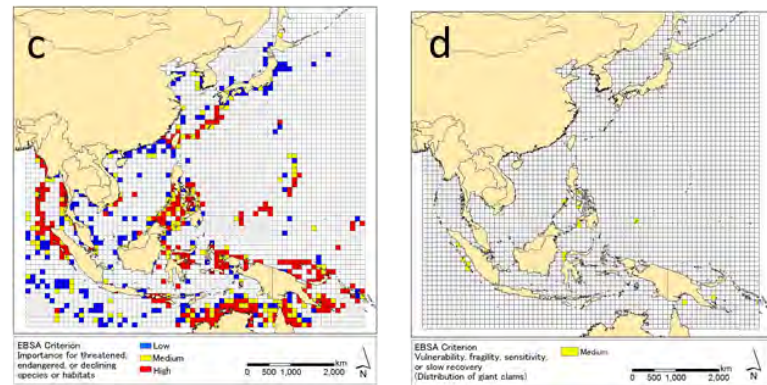 c
d
EBSA Criterion
Importance for threatened,
endangered, or declining
species or habitats
Low
Medium
High
km
0 500 1,000 2,000
N
EBSA Criterion
Vulnerability, fragility, sensitivity,
or slow recovery
(Distribution of giant clams)
Medium
km
0 500 1,000 2,000
N